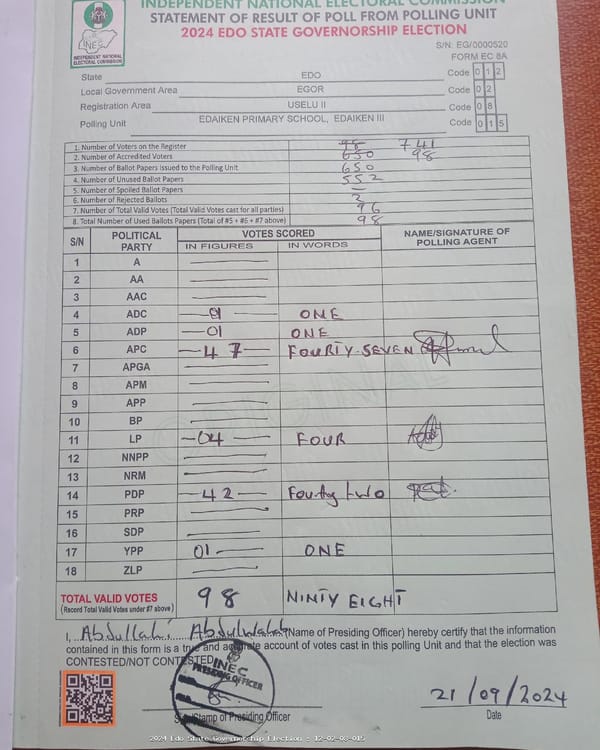 INDEPENDENT NATIONAL ELECTORAL COMMISSION
STATEMENT OF RESULT OF POLL FROM POLLING UNIT
2024 EDO STATE GOVERNORSHIP ELECTION
INEC
INDEPENDENT NATIONAL ELECTORAL COMMISSION
S/N: EG/0000520
FORM EC 8A
State EDO Code 0 1 2
Local Government Area EGOR Code 0 2
Registration Area USELU II Code 0 8
Polling Unit EDAIKEN PRIMARY SCHOOL, EDAIKEN III Code 0 1 5
1. Number of Voters on the Register 98 741
2. Number of Accredited Voters 650 98
3. Number of Ballot Papers issued to the Polling Unit 650
4. Number of Unused Ballot Papers 552
5. Number of Spoiled Ballot Papers —
6. Number of Rejected Ballots 2
7. Number of Total Valid Votes (Total Valid Votes cast for all parties) 96
8. Total Number of Used Ballots Papers (Total of #5 + #6 + #7 above) 98
S/N POLITICAL PARTY VOTES SCORED NAME/SIGNATURE OF POLLING AGENT
IN FIGURES IN WORDS
1 A
2 AA
3 AAC
4 ADC 01 ONE
5 ADP 01 ONE
6 APC 47 FOURTY SEVEN
7 APGA
8 APM
9 APP
10 BP
11 LP 04 FOUR
12 NNPP
13 NRM
14 PDP 42 Fourty two
15 PRP
16 SDP
17 YPP 01 ONE
18 ZLP
TOTAL VALID VOTES 98 NINTY EIGHT
(Record Total Valid Votes under #7 above)
I, Abdullahi Abdulwahab (Name of Presiding Officer) hereby certify that the information
contained in this form is a true and accurate account of votes cast in this polling Unit and that the election was
CONTESTED/NOT CONTESTED
INEC
PRESIDING OFFICER
Stamp of Presiding Officer
21/09/2024
Date
2024 Edo State Governorship Election : 12-02-08-015